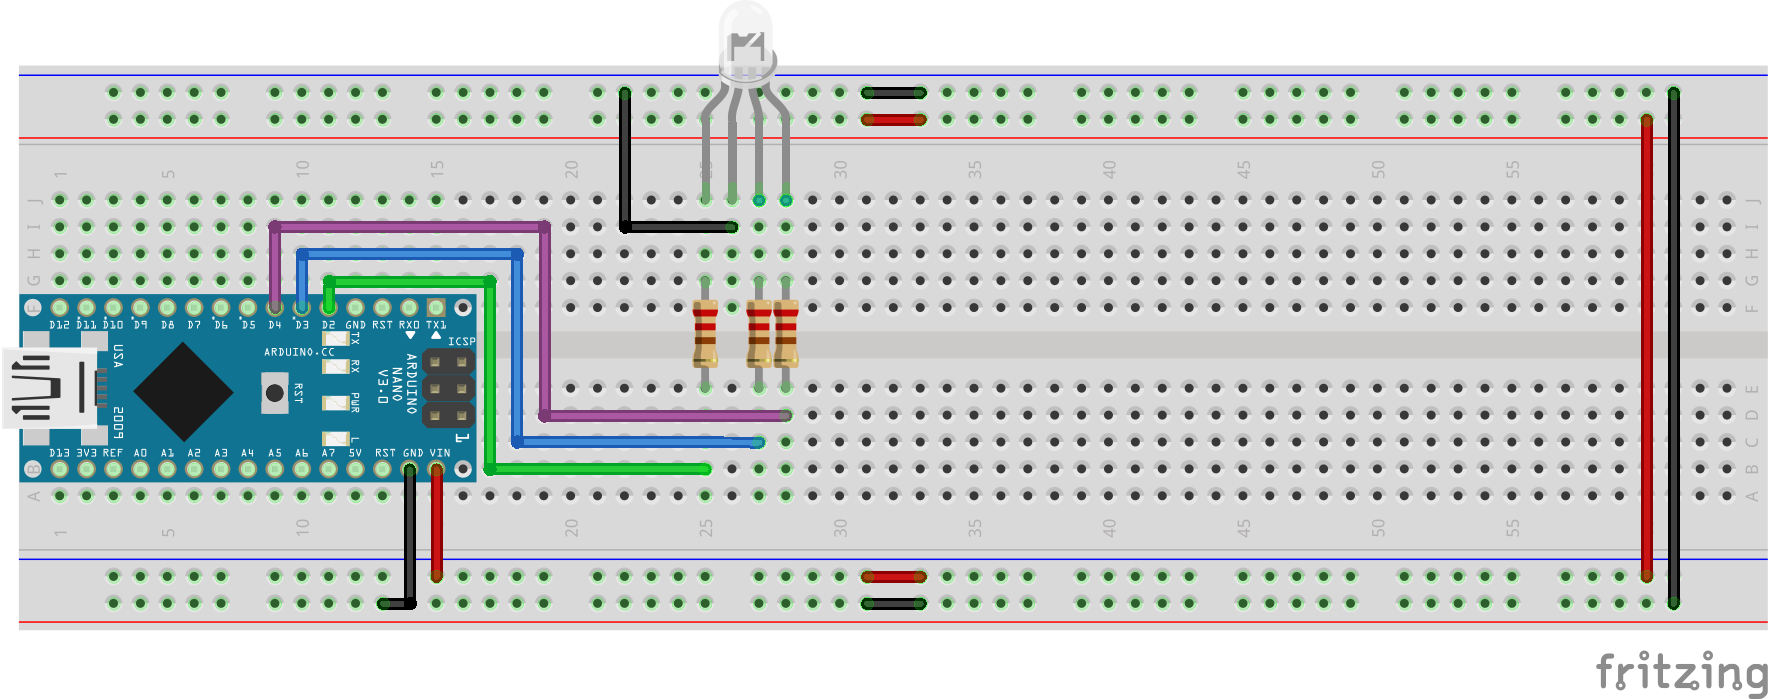 1 5 10 15 20 25 30 35 40 45 50 55
J J
I I
H H
G G
F F
D12 D11 D10 D9 D8 D7 D6 D5 D4 D3 D2 GND RST RX0 TX1
TX
RX
PWR
L
ARDUINO.CC
ICSP
USA
2005
RST
ARDUINO
NANO
V3.0
1
E
D
C
D13 3V3 REF A0 A1 A2 A3 A4 A5 A6 A7 5V RST GND VIN
B B
A A
1 5 10 15 20 25 30 35 40 45 50 55
fritzing